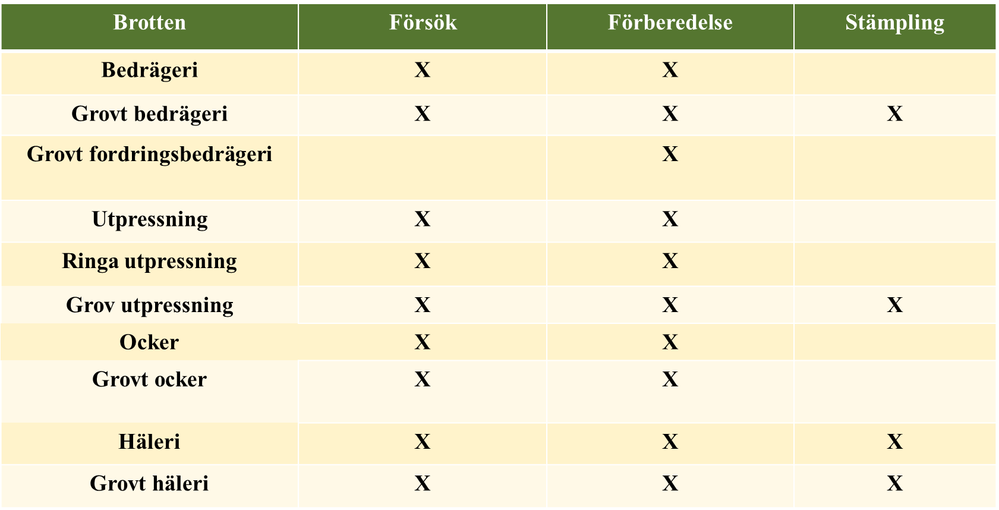 Brotten Försök Förberedelse Stämpling
Bedrägeri X X
Grovt bedrägeri X X X
Grovt fordringsbedrägeri X
Utpressning X X
Ringa utpressning X X
Grov utpressning X X X
Ocker X X
Grovt ocker X X
Häleri X X X
Grovt häleri X X X